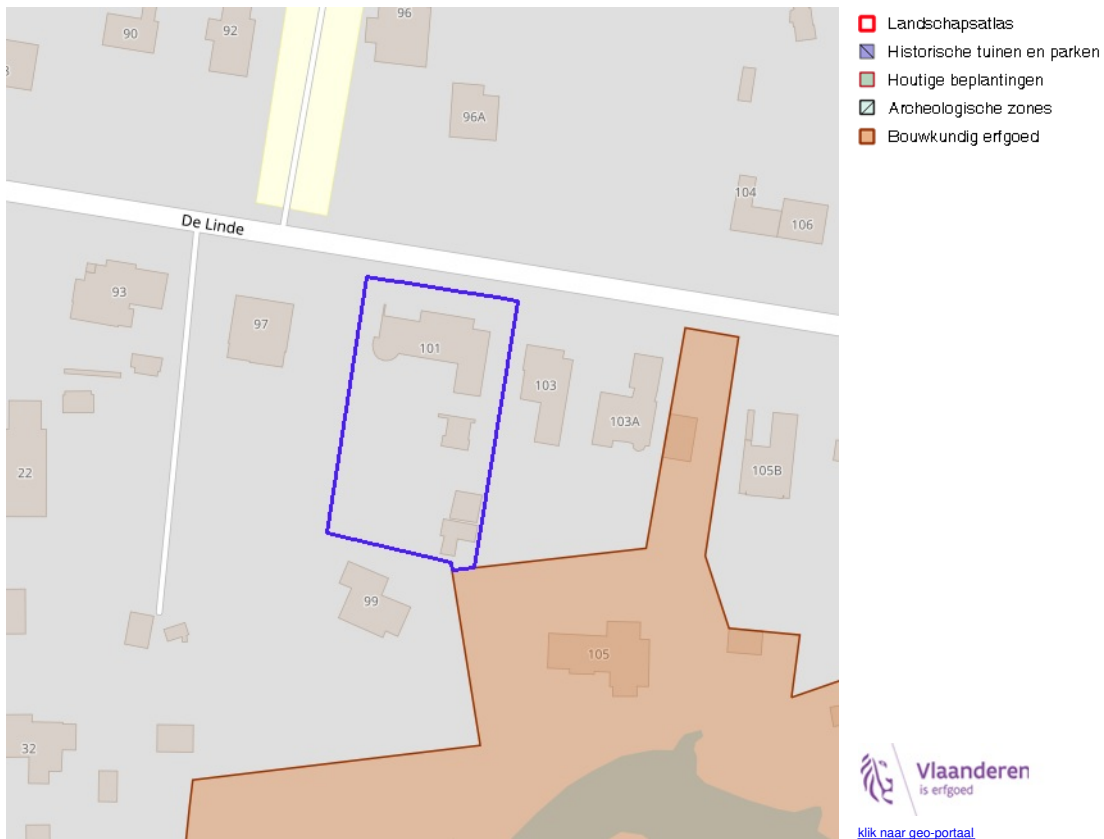 96
90
92
Landschapsatlas
Historische tuinen en parken
Houtige beplantingen
Archeologische zones
Bouwkundig erfgoed
96A
104
106
De Linde
93
97
101
103
103A
22
105B
99
105
32
Vlaanderen
is erfgoed
klik naar geo-portaal